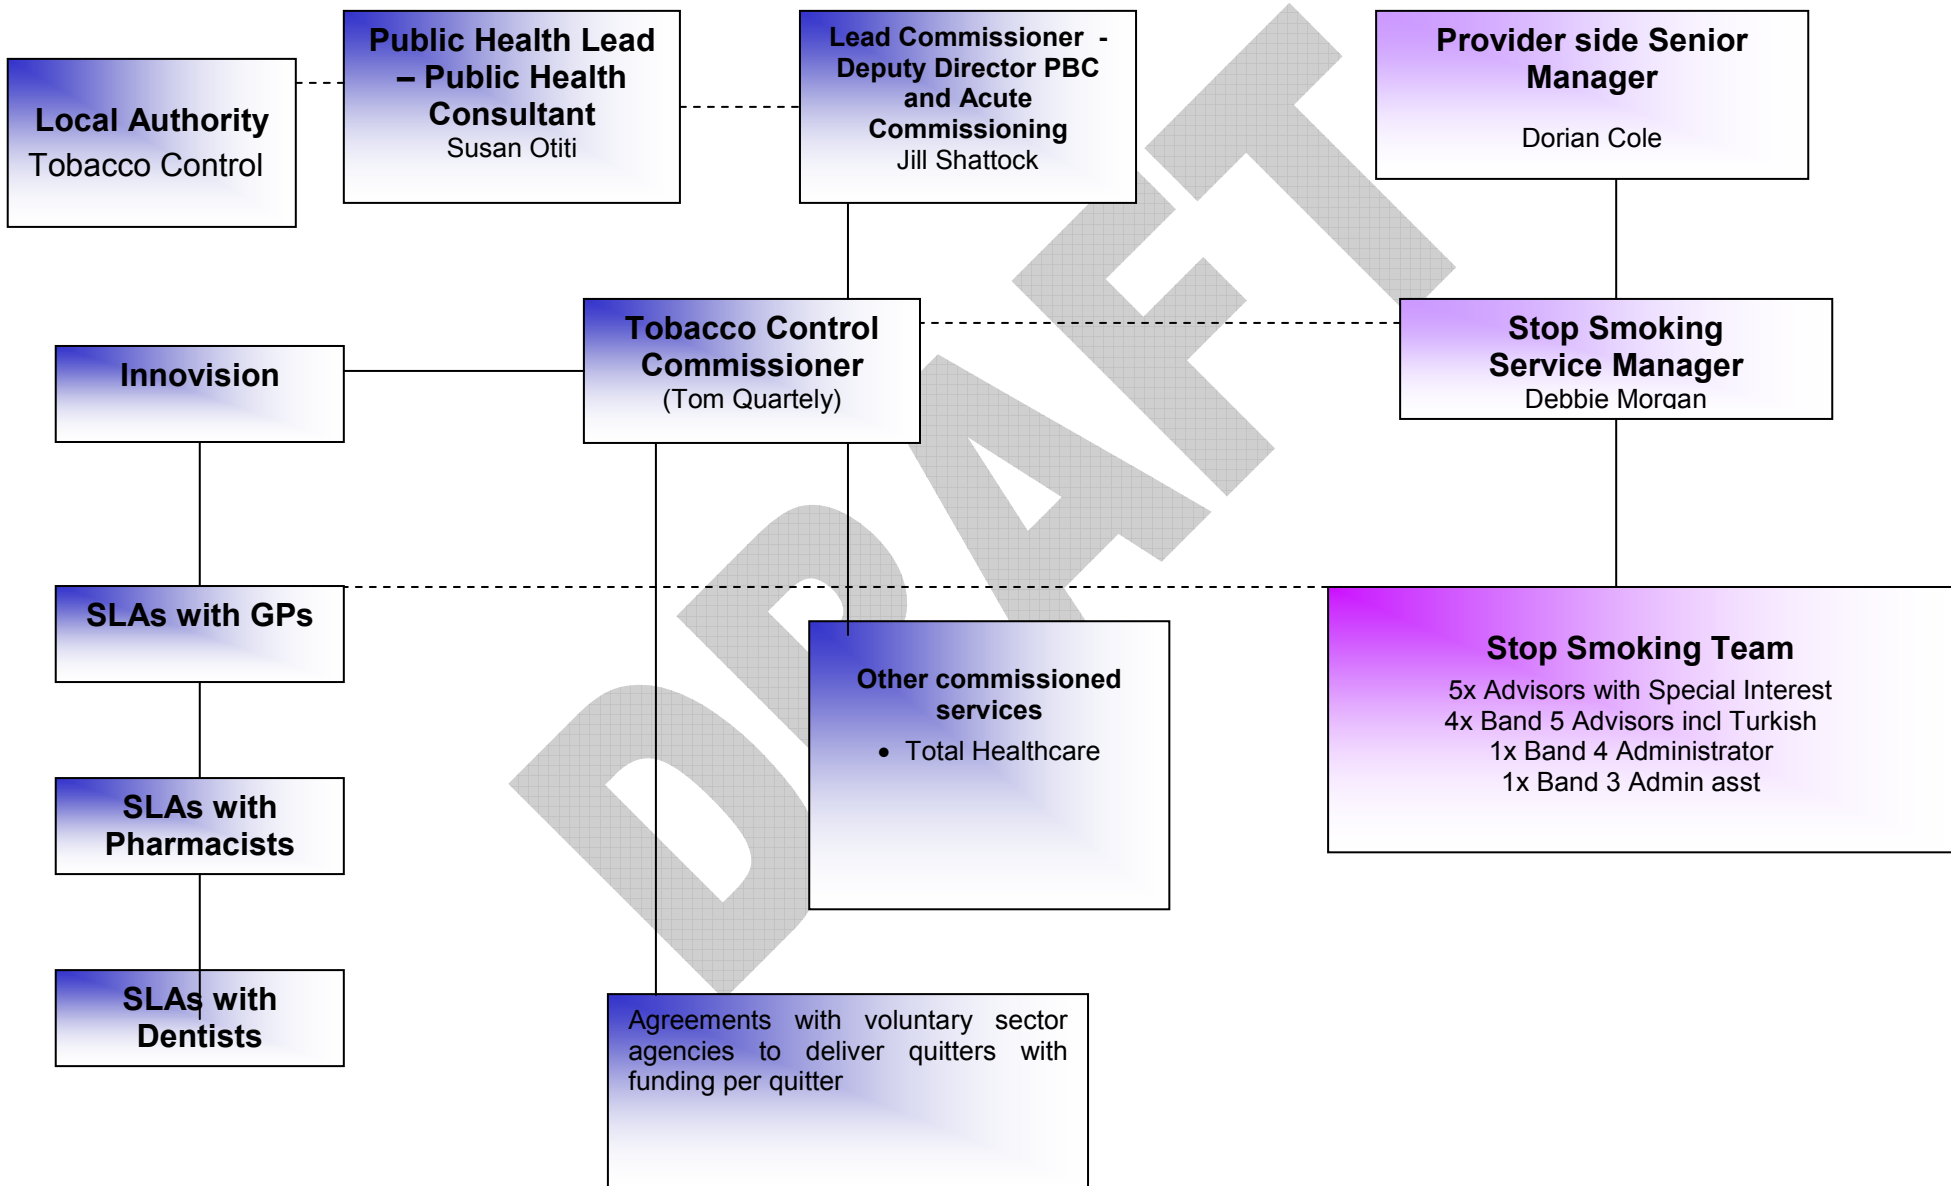 Local Authority
Tobacco Control
Public Health Lead
– Public Health
Consultant
Susan Otiti
Lead Commissioner -
Deputy Director PBC
and Acute
Commissioning
Jill Shattock
Provider side Senior
Manager
Dorian Cole
Innovision
Tobacco Control
Commissioner
(Tom Quartely)
Stop Smoking
Service Manager
Debbie Morgan
SLAs with GPs
Other commissioned
services
• Total Healthcare
Stop Smoking Team
5x Advisors with Special Interest
4x Band 5 Advisors incl Turkish
1x Band 4 Administrator
1x Band 3 Admin asst
SLAs with
Pharmacists
SLAs with
Dentists
Agreements with voluntary sector
agencies to deliver quitters with
funding per quitter
DRAFT